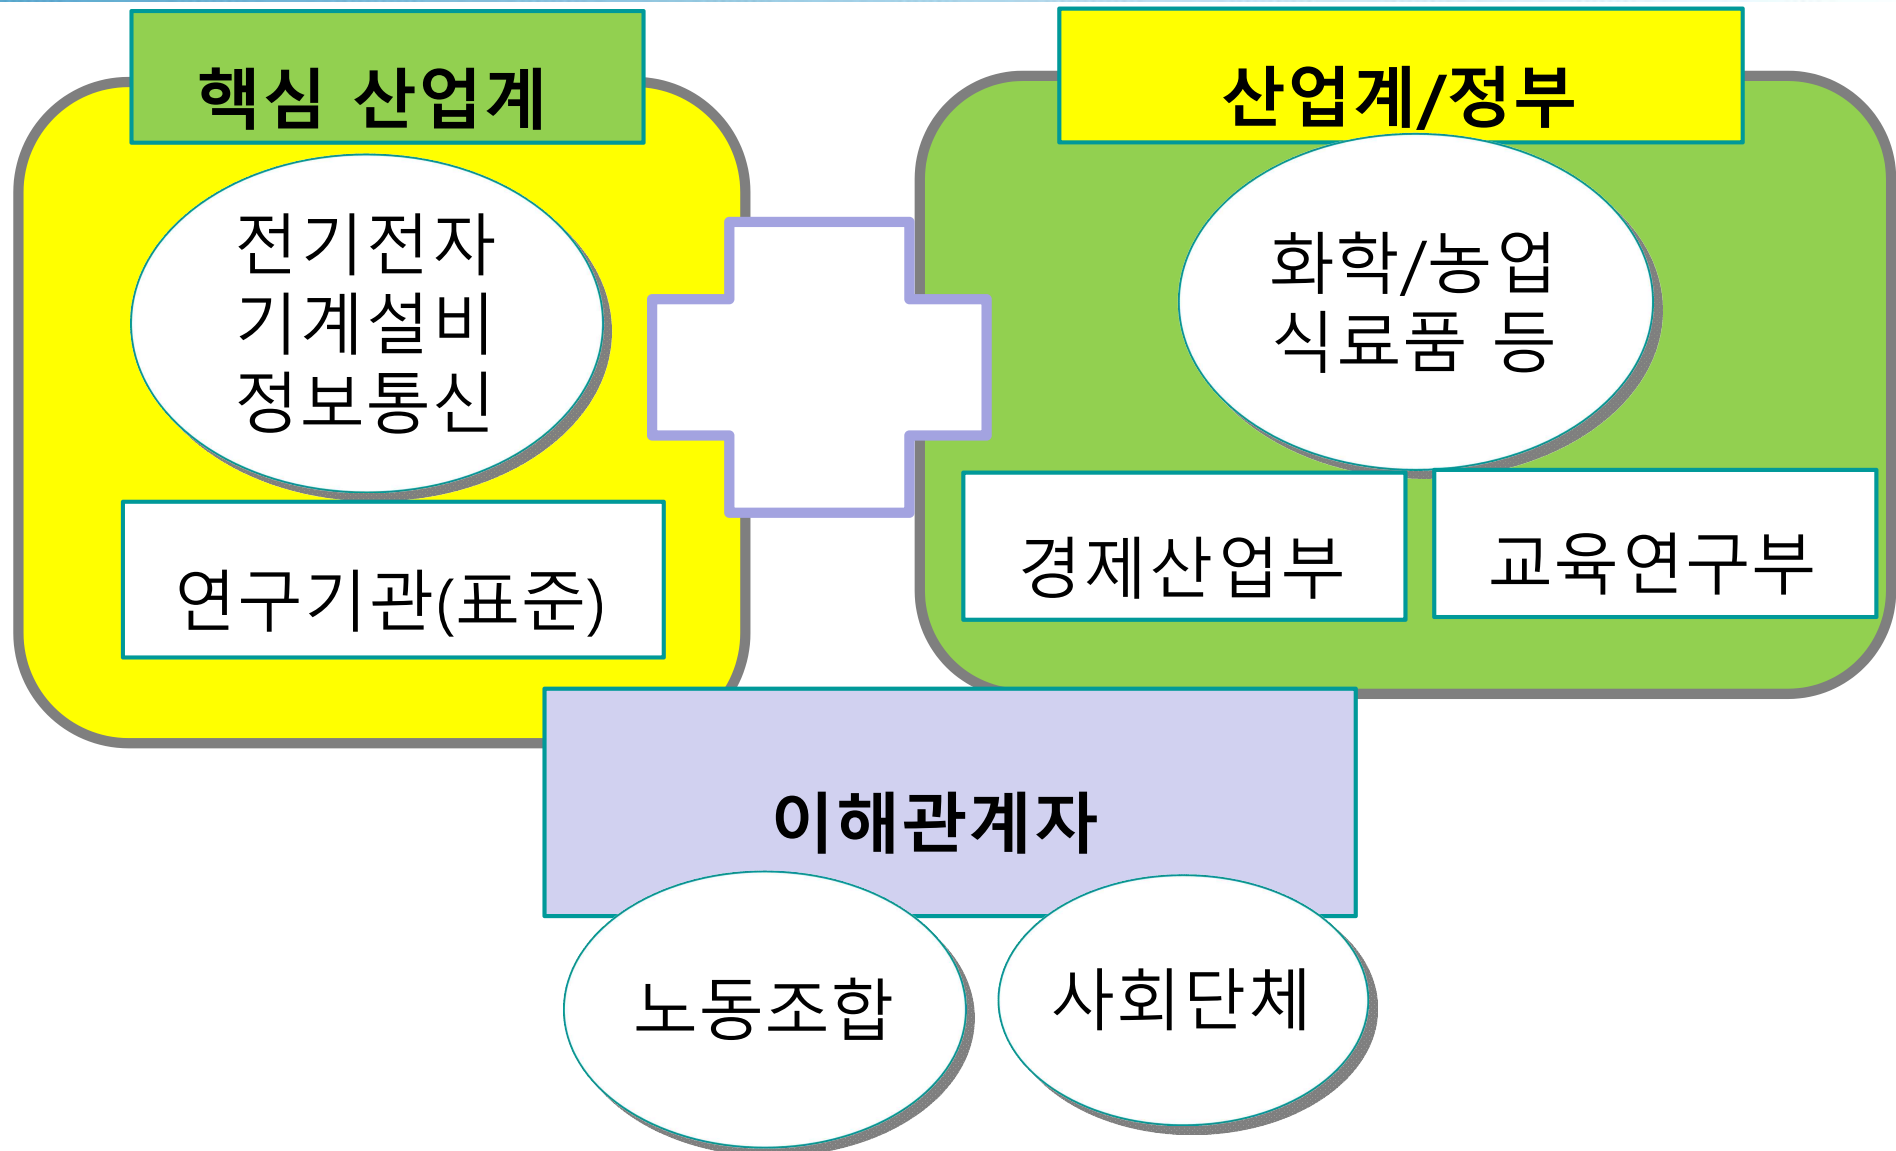 핵심 산업계
전기전자
기계설비
정보통신
연구기관(표준)
산업계/정부
화학/농업
식료품 등
경제산업부
교육연구부
이해관계자
노동조합
사회단체